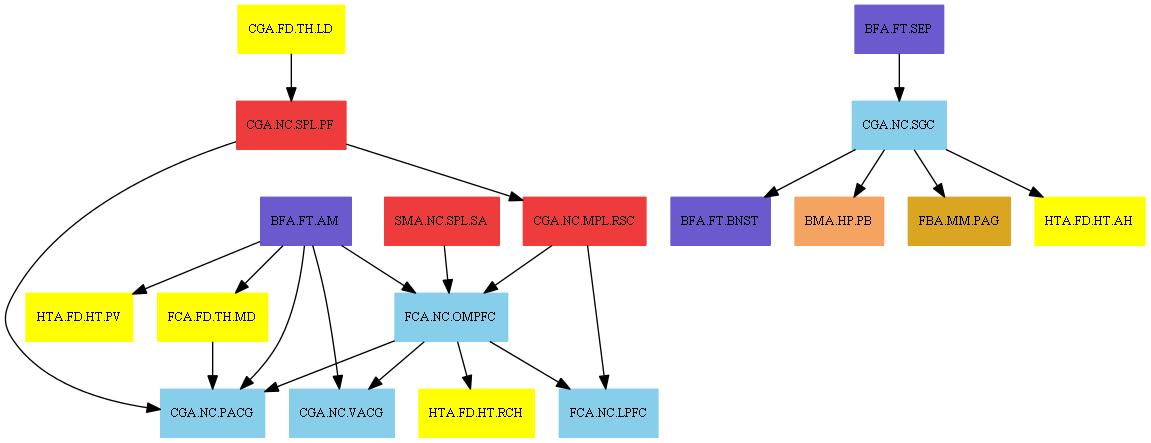 CGA.FD.TH.LD
BFA.FT.SEP
CGA.NC.SPL.PF
CGA.NC.SGC
BFA.FT.AM
SMA.NC.SPL.SA
CGA.NC.MPL.RSC
BFA.FT.BNST
BMA.HP.PB
FBA.MM.PAG
HTA.FD.HT.AH
HTA.FD.HT.PV
FCA.FD.TH.MD
FCA.NC.OMPFC
CGA.NC.PACG
CGA.NC.VACG
HTA.FD.HT.RCH
FCA.NC.LPFC